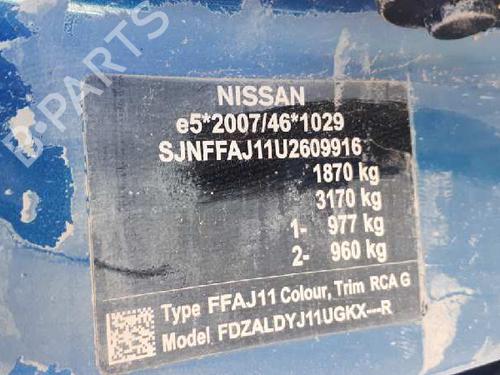 B-PARTS
NISSAN
e5*2007/46*1029
SJNFFAJ11U2609916
1870 kg
3170 kg
1- 977 kg
2- 960 kg
Type FFAJ11 Colour, Trim RCA G
Model FDZALDYJ11UGKX---R